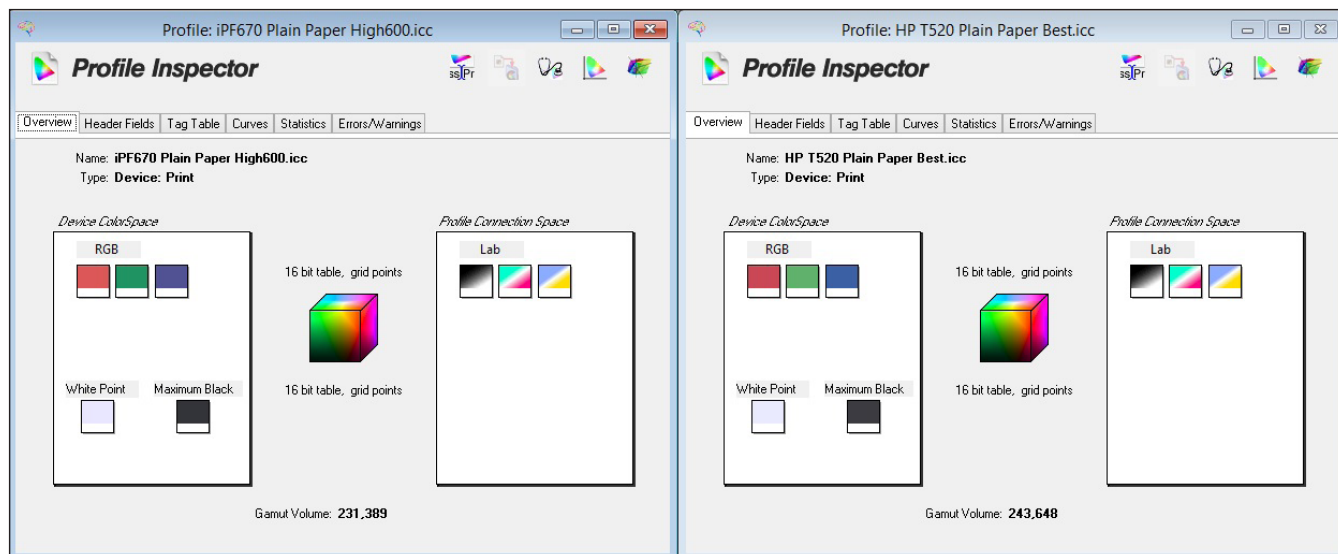 Profile: iPF670 Plain Paper High600.icc
Profile Inspector
ss Pr
Overview Header Fields Tag Table Curves Statistics Errors/Warnings
Name: iPF670 Plain Paper High600.icc
Type: Device: Print
Device ColorSpace
Profile Connection Space
RGB
Lab
16 bit table, grid points
White Point Maximum Black
16 bit table, grid points
Gamut Volume: 231,389
Profile: HP T520 Plain Paper Best.icc
Profile Inspector
ss Pr
Overview Header Fields Tag Table Curves Statistics Errors/Warnings
Name: HP T520 Plain Paper Best.icc
Type: Device: Print
Device ColorSpace
Profile Connection Space
RGB
Lab
16 bit table, grid points
White Point Maximum Black
16 bit table, grid points
Gamut Volume: 243,648